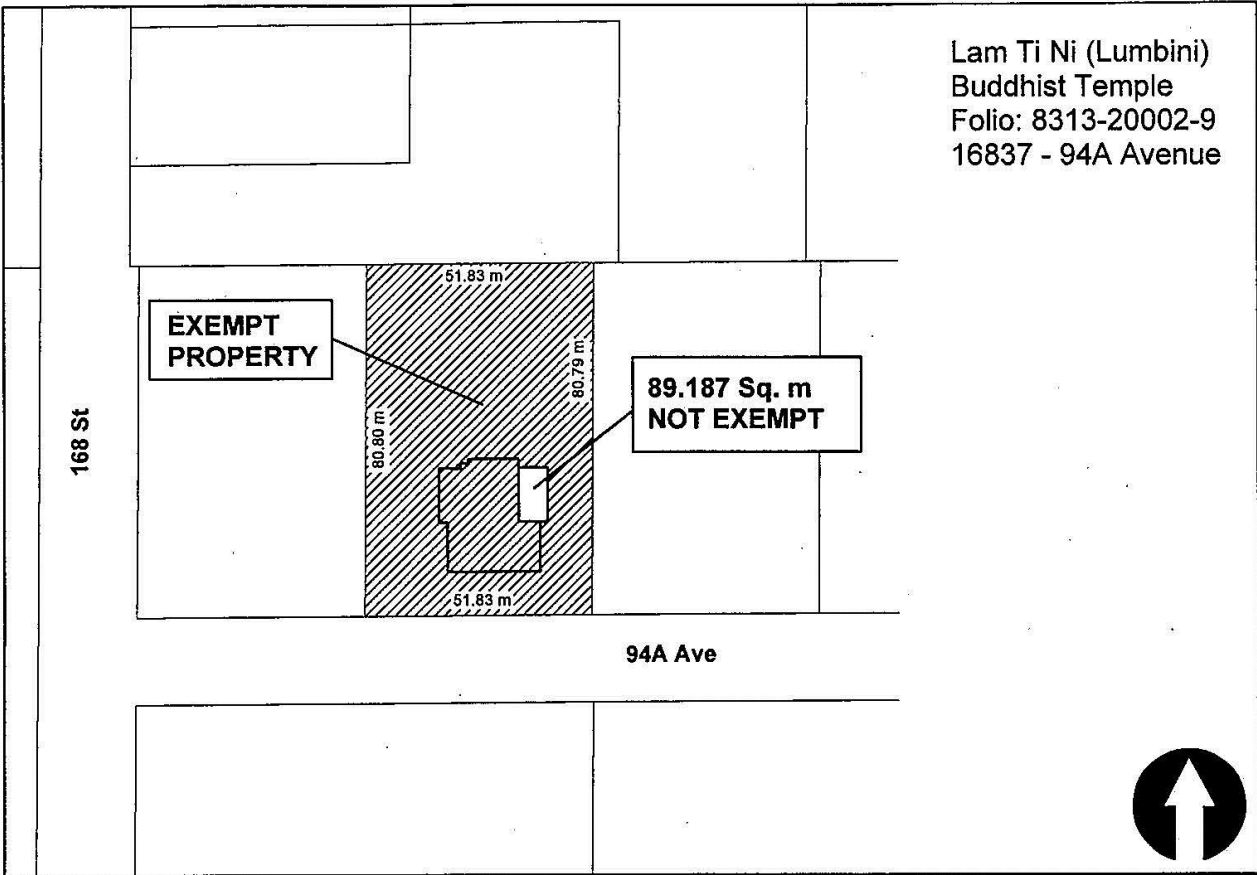 Lam Ti Ni (Lumbini)
Buddhist Temple
Folio: 8313-20002-9
16837 - 94A Avenue
51.83 m
EXEMPT
PROPERTY
80.79 m
89.187 Sq. m
NOT EXEMPT
168 St
80.80 m
51.83 m
94A Ave